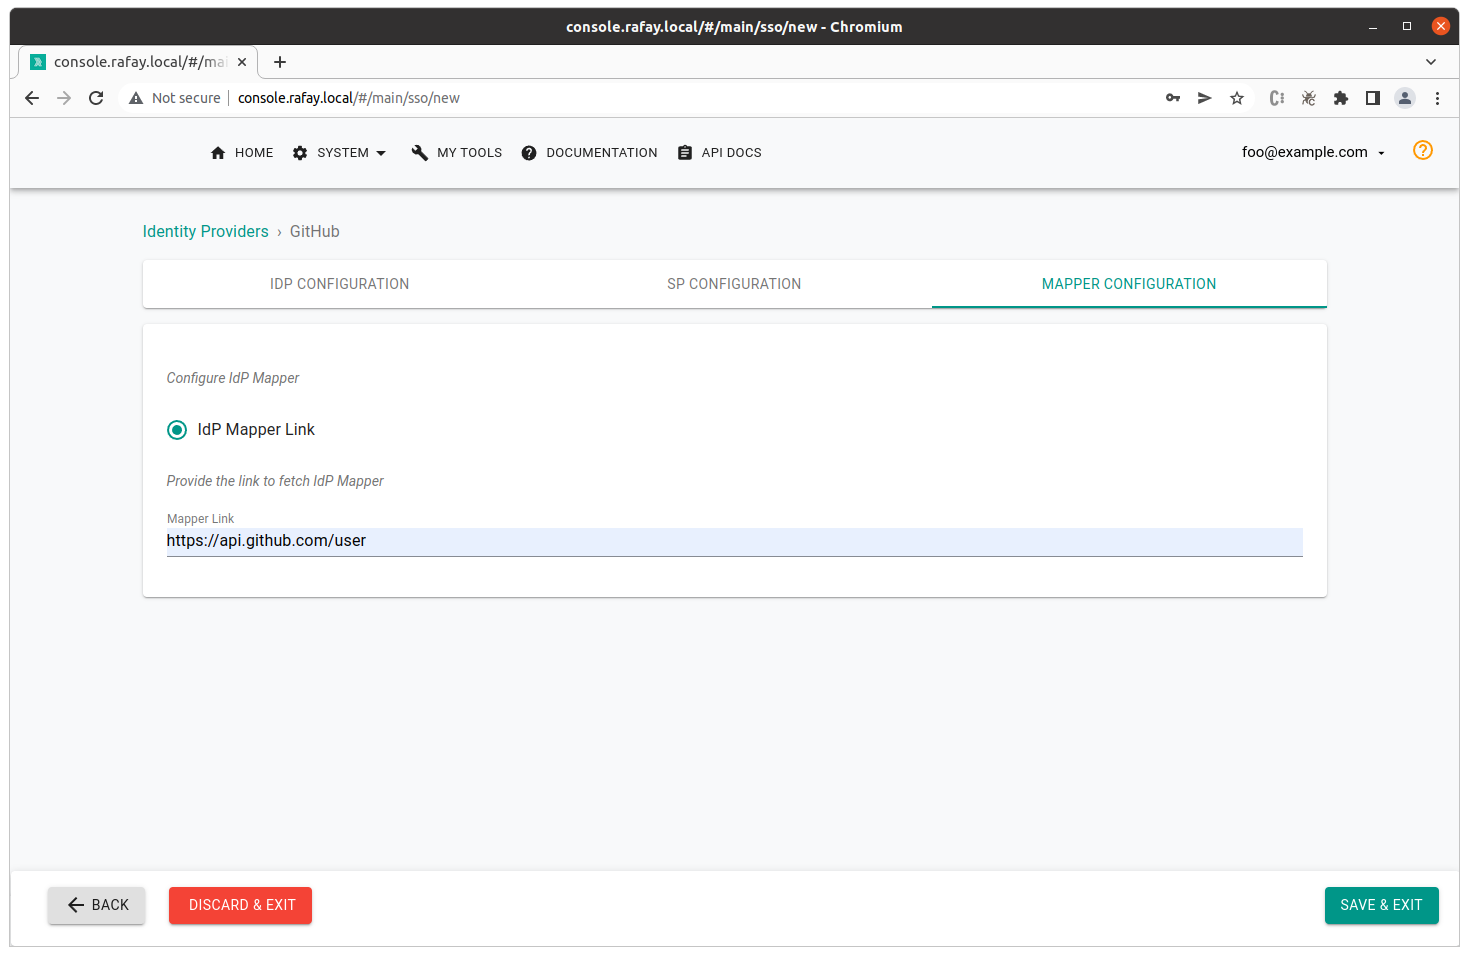 console.rafay.local/#/main/sso/new - Chromium
console.rafay.local/#/mai
Not secure console.rafay.local/#/main/sso/new
HOME SYSTEM MY TOOLS DOCUMENTATION API DOCS foo@example.com
Identity Providers › GitHub
IDP CONFIGURATION SP CONFIGURATION MAPPER CONFIGURATION
Configure IdP Mapper
IdP Mapper Link
Provide the link to fetch IdP Mapper
Mapper Link
https://api.github.com/user
BACK DISCARD & EXIT SAVE & EXIT